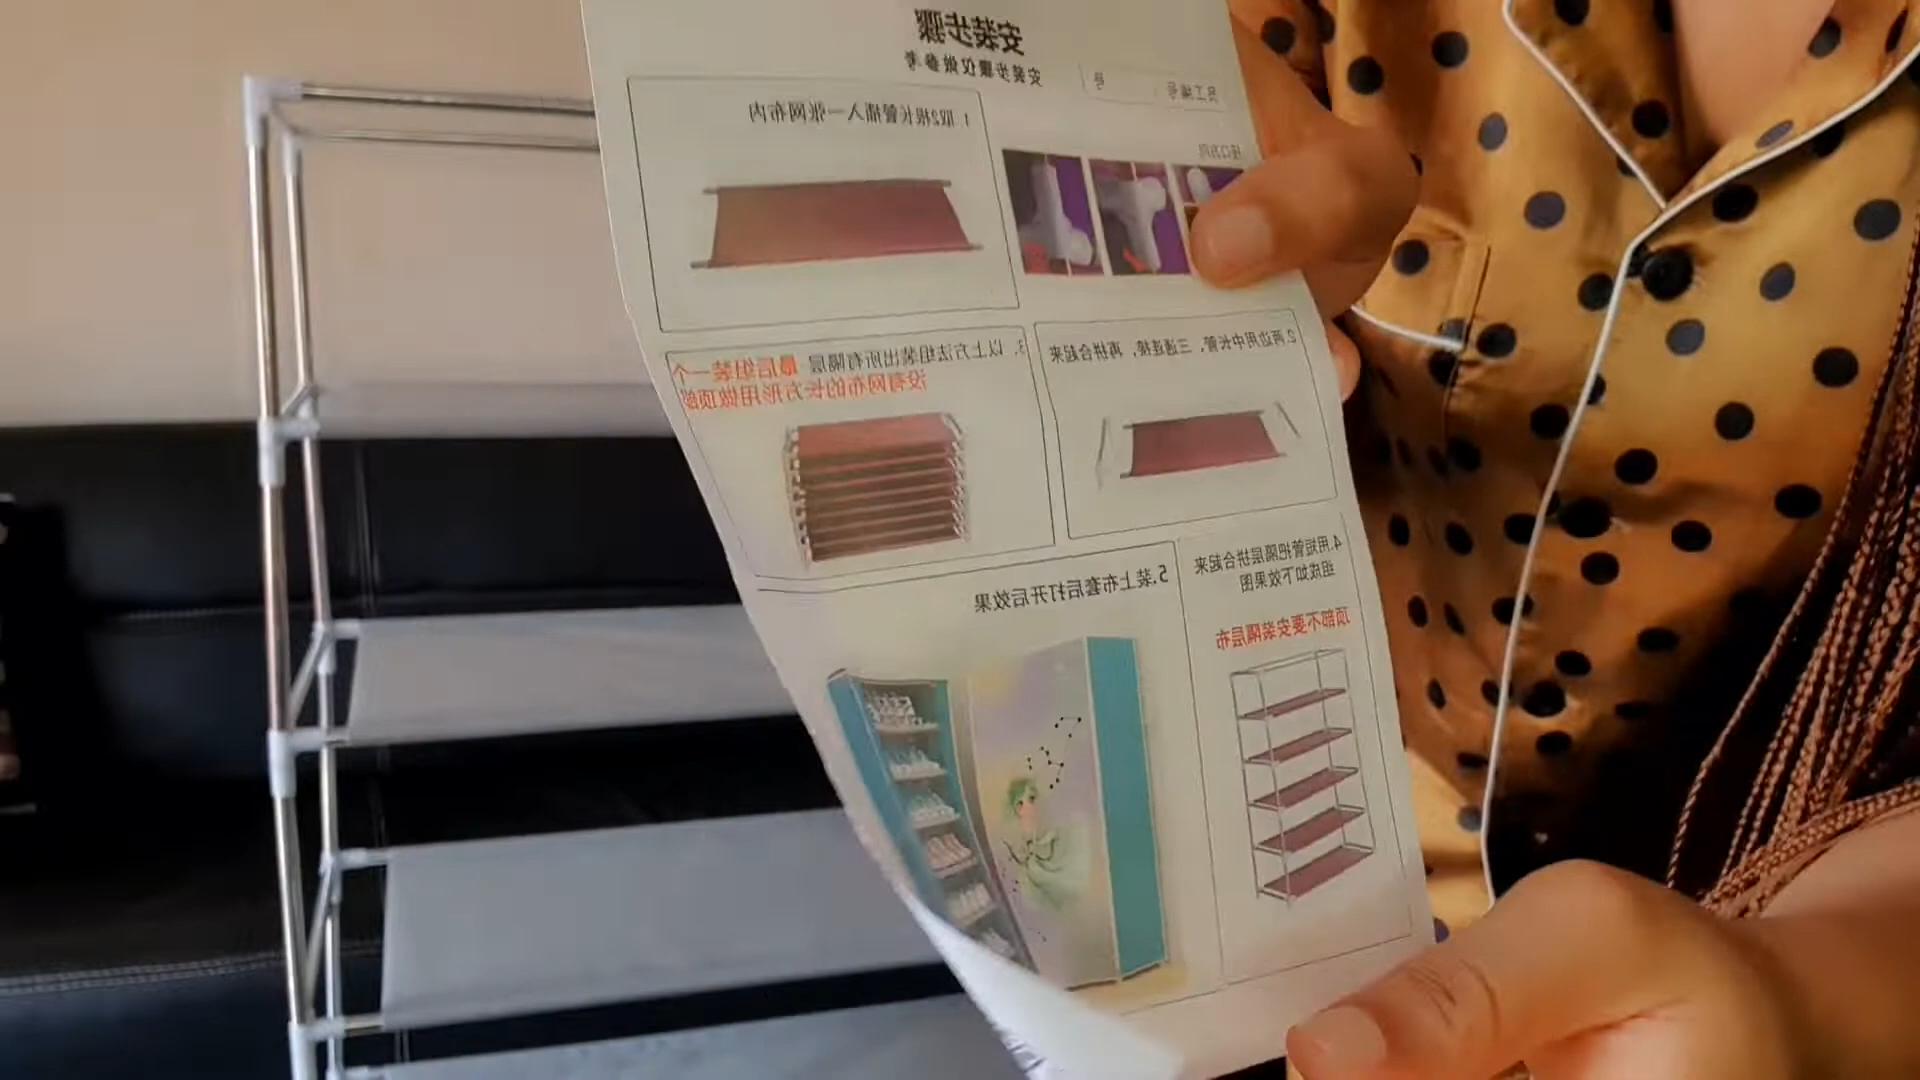 安装步骤
安装步骤仅做参考
员工编号 号
接口方向
1.取2根长管插入一张网布内
2.两边用中长管,三通连接,再拼合起来
3.以上方法组装出所有隔层 最后组装一个
没有网布的长方形用做顶部
4.用短管把隔层拼合起来
组成如下效果图
顶部不要安装隔层布
5.装上布套后打开后效果